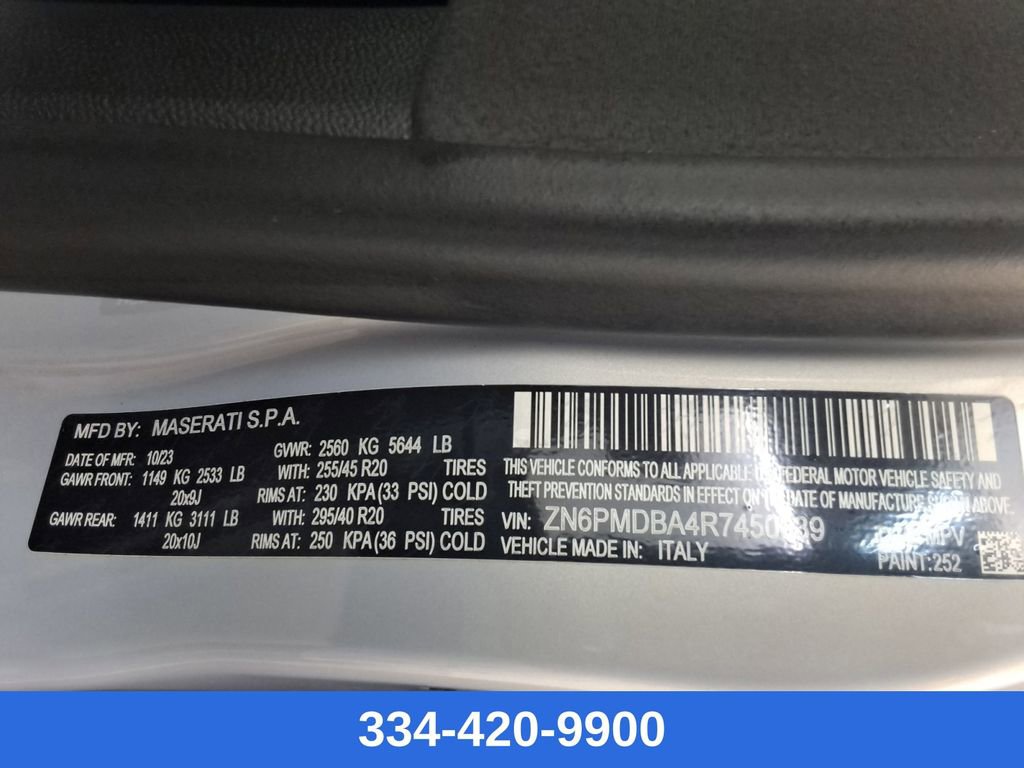 MFD BY: MASERATI S.P.A.
DATE OF MFR: 10/23 GVWR: 2560 KG 5644 LB
GAWR FRONT: 1149 KG 2533 LB WITH: 255/45 R20 TIRES
20x9J RIMS AT: 230 KPA (33 PSI) COLD
GAWR REAR: 1411 KG 3111 LB WITH: 295/40 R20 TIRES
20x10J RIMS AT: 250 KPA (36 PSI) COLD
THIS VEHICLE CONFORMS TO ALL APPLICABLE FEDERAL MOTOR VEHICLE SAFETY AND
THEFT PREVENTION STANDARDS IN EFFECT ON THE DATE OF MANUFACTURE SHOWN ABOVE
VIN:
VEHICLE MADE IN: ITALY MPV
PAINT:252
334-420-9900